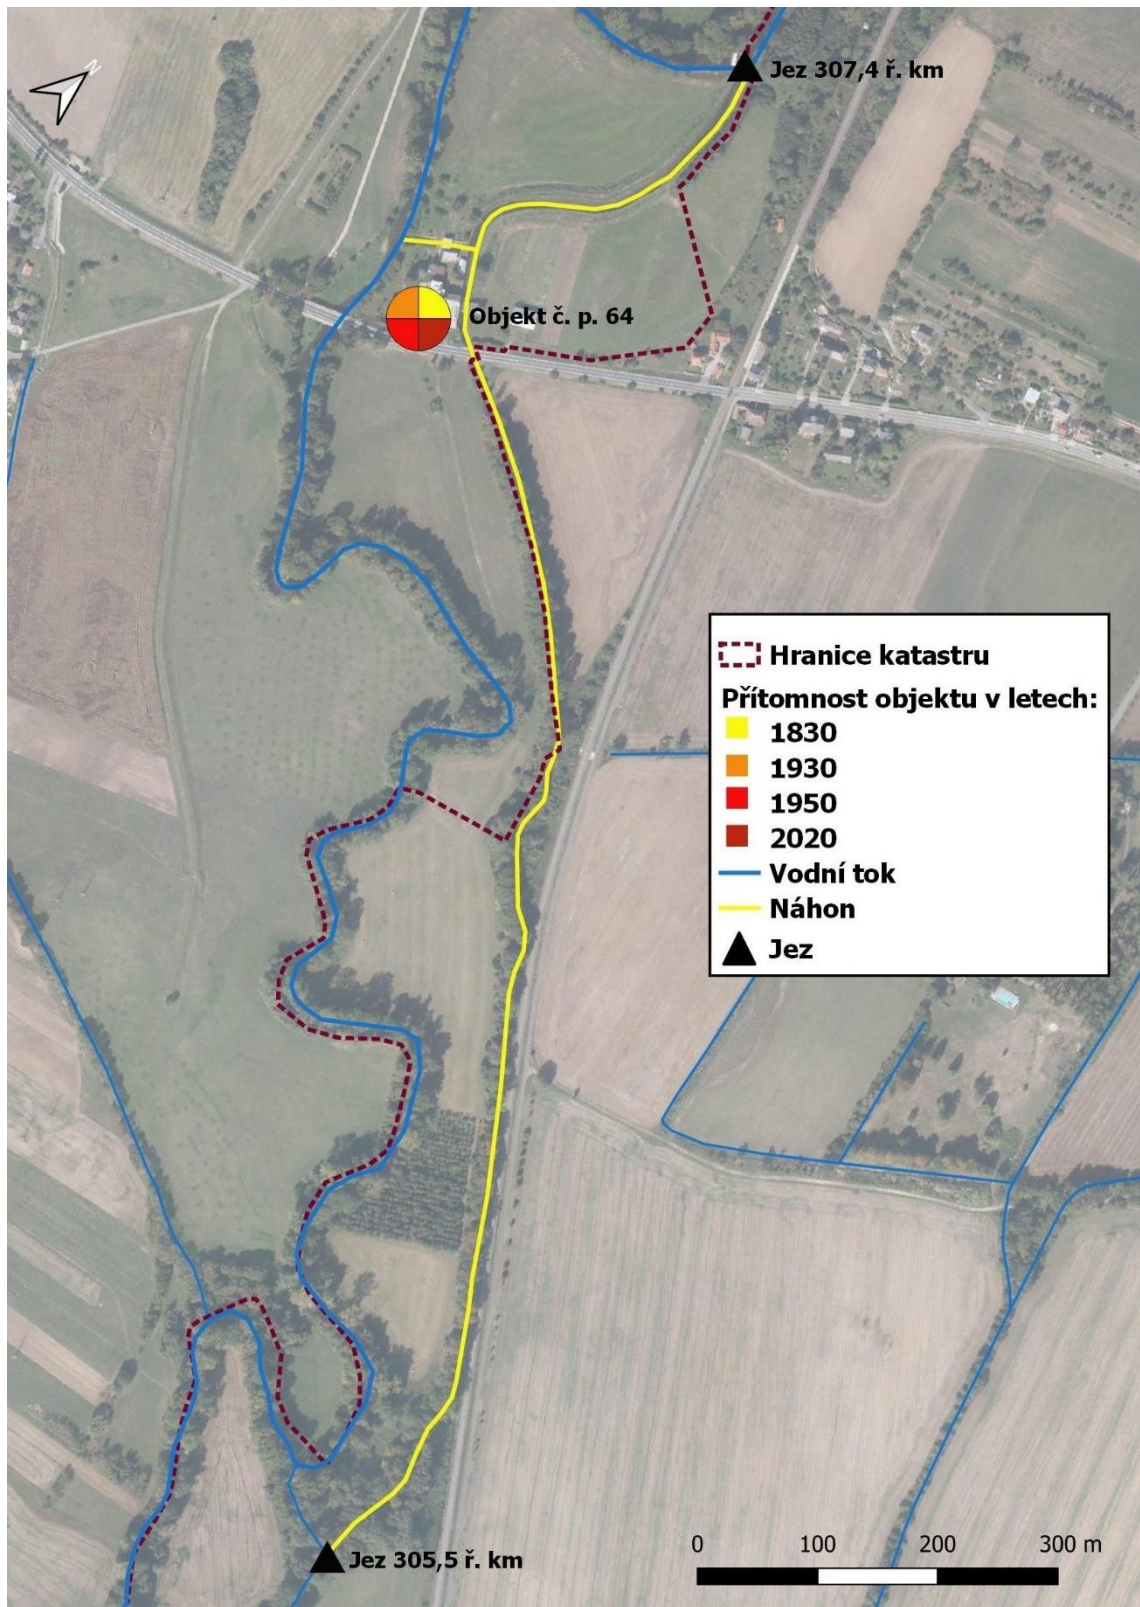 N
Jez 307,4 ř. km
Objekt č. p. 64
Hranice katastru
Přítomnost objektu v letech:
1830
1930
1950
2020
Vodní tok
Náhon
Jez
Jez 305,5 ř. km
0 100 200 300 m